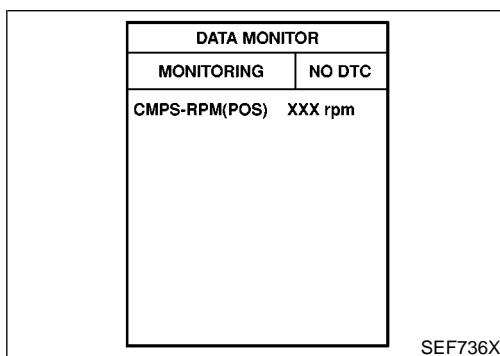 DATA MONITOR
MONITORING NO DTC
CMPS-RPM(POS) XXX rpm
SEF736X